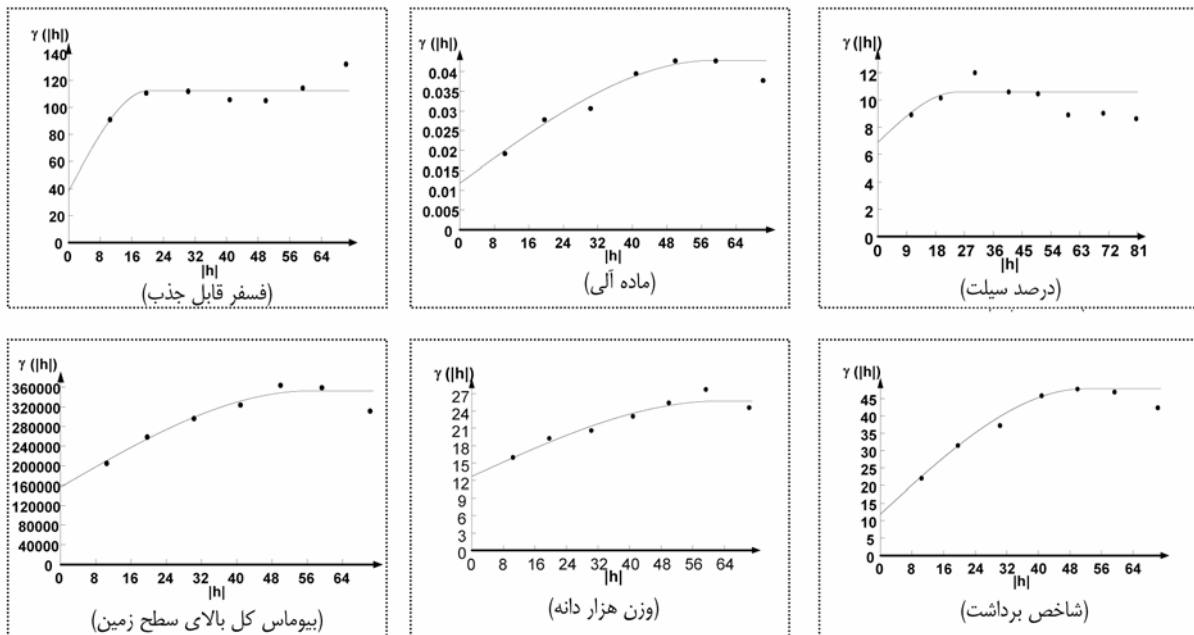 γ (|h|)
140
120
100
80
60
40
20
0
0 8 16 24 32 40 48 56
|h|
(فسفر قابل جذب)
γ (|h|)
0.04
0.035
0.03
0.025
0.02
0.015
0.01
0.005
0
0 8 16 24 32 40 48 56 64
|h|
(ماده آلی)
γ (|h|)
12
10
8
6
4
2
0
0 9 18 27 36 45 54 63 72 81
|h|
(درصد سیلت)
γ (|h|)
360000
320000
280000
240000
200000
160000
120000
80000
40000
0
0 8 16 24 32 40 48 56 64
|h|
(بیوماس کل بالای سطح زمین)
γ (|h|)
27
24
21
18
15
12
9
6
3
0
0 8 16 24 32 40 48 56 64
|h|
(وزن هزار دانه)
γ (|h|)
45
40
35
30
25
20
15
10
5
0
0 8 16 24 32 40 48 56 64
|h|
(شاخص برداشت)